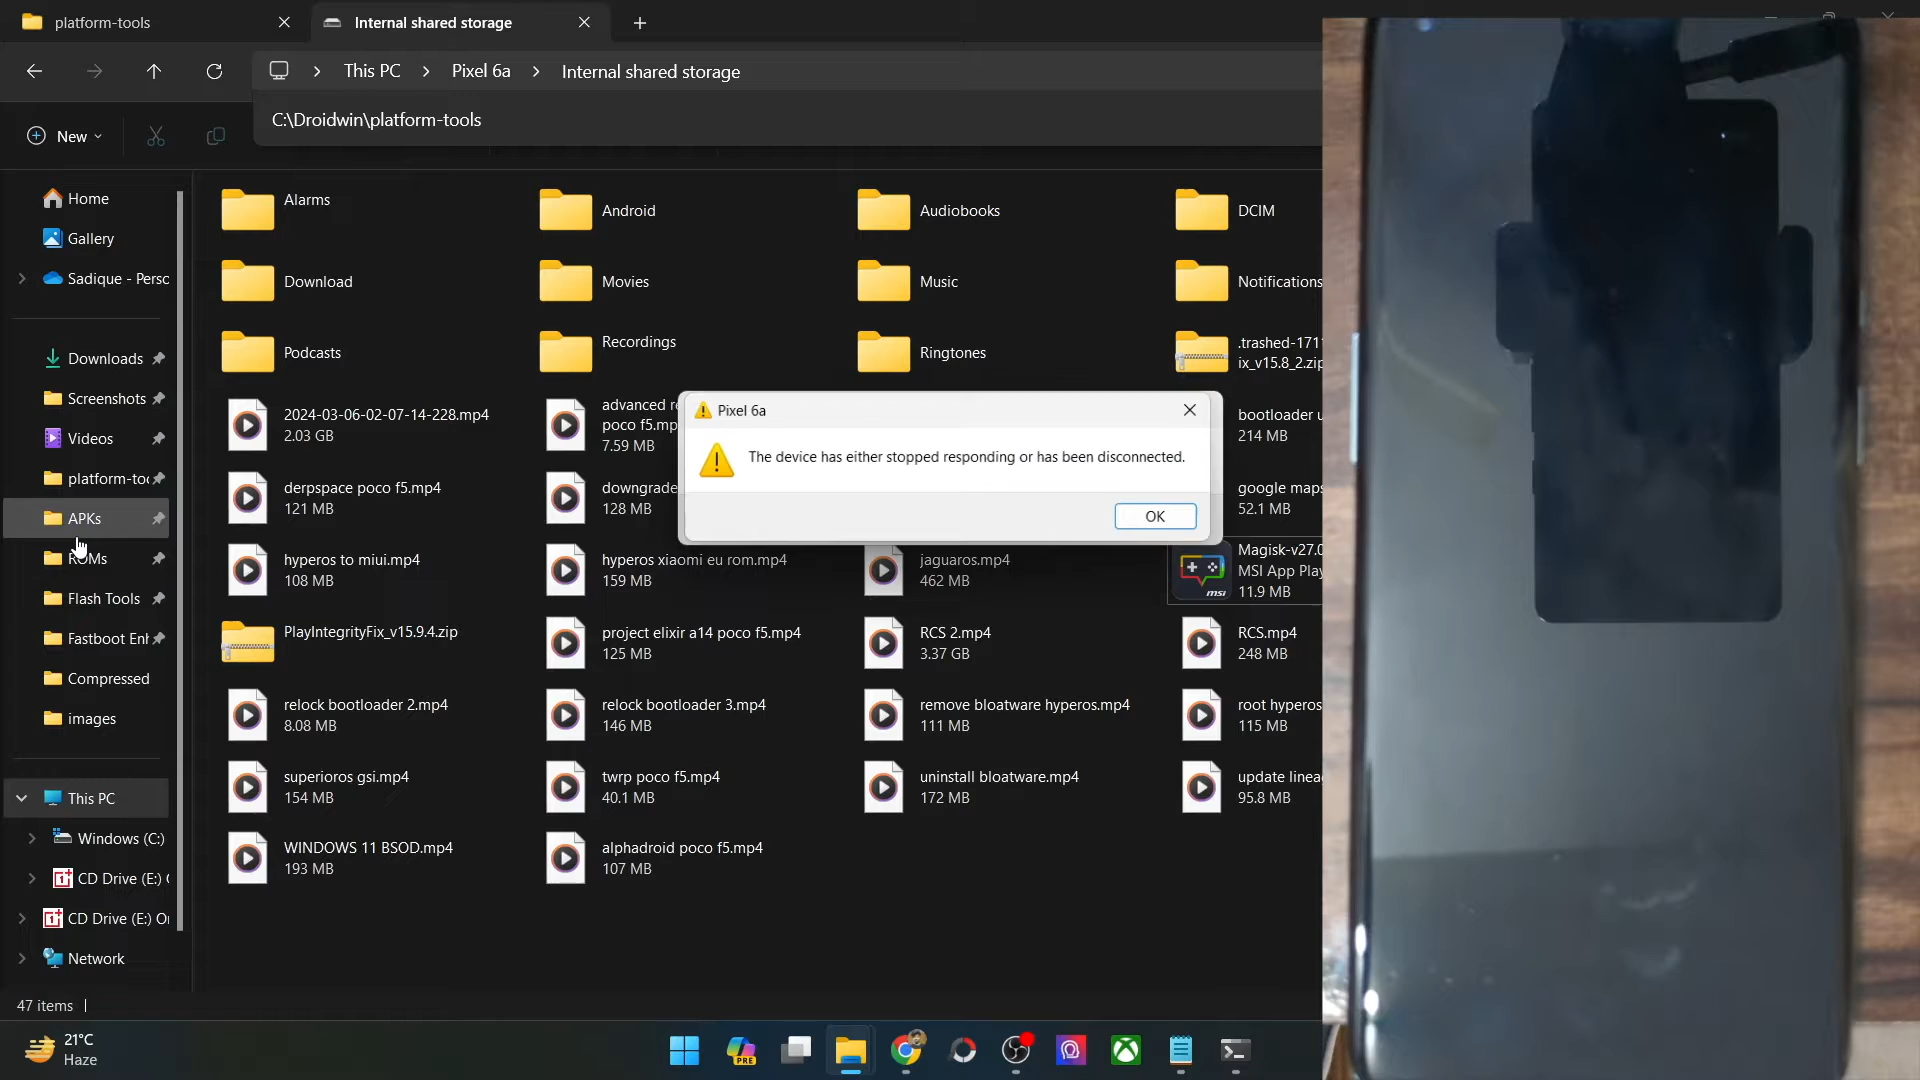 platform-tools
Internal shared storage
This PC
Pixel 6a
Internal shared storage
C:\Droidwin\platform-tools
New
Home
Gallery
Sadique - Persc
Downloads
Screenshots
Videos
platform-toc
APKs
ROMs
Flash Tools
Fastboot Enh
Compressed
images
This PC
Windows (C:)
CD Drive (E:)
CD Drive (E:)
Network
Alarms
Android
Audiobooks
DCIM
Download
Movies
Music
Notifications
Podcasts
Recordings
Ringtones
.trashed-171
ix_v15.8_2.zip
2024-03-06-02-07-14-228.mp4
2.03 GB
advanced
poco f5.mp
7.59 MB
bootloader
214 MB
derpspace poco f5.mp4
121 MB
downgrade
128 MB
google maps
52.1 MB
hyperos to miui.mp4
108 MB
hyperos xiaomi eu rom.mp4
159 MB
jaguaros.mp4
462 MB
Magisk-v27.0
MSI App Play
11.9 MB
msi
PlayIntegrityFix_v15.9.4.zip
project elixir a14 poco f5.mp4
125 MB
RCS 2.mp4
3.37 GB
RCS.mp4
248 MB
relock bootloader 2.mp4
8.08 MB
relock bootloader 3.mp4
146 MB
remove bloatware hyperos.mp4
111 MB
root hyperos
115 MB
superioros gsi.mp4
154 MB
twrp poco f5.mp4
40.1 MB
uninstall bloatware.mp4
172 MB
update linea
95.8 MB
WINDOWS 11 BSOD.mp4
193 MB
alphadroid poco f5.mp4
107 MB
Pixel 6a
The device has either stopped responding or has been disconnected.
OK
47 items
21°C
Haze
PRE